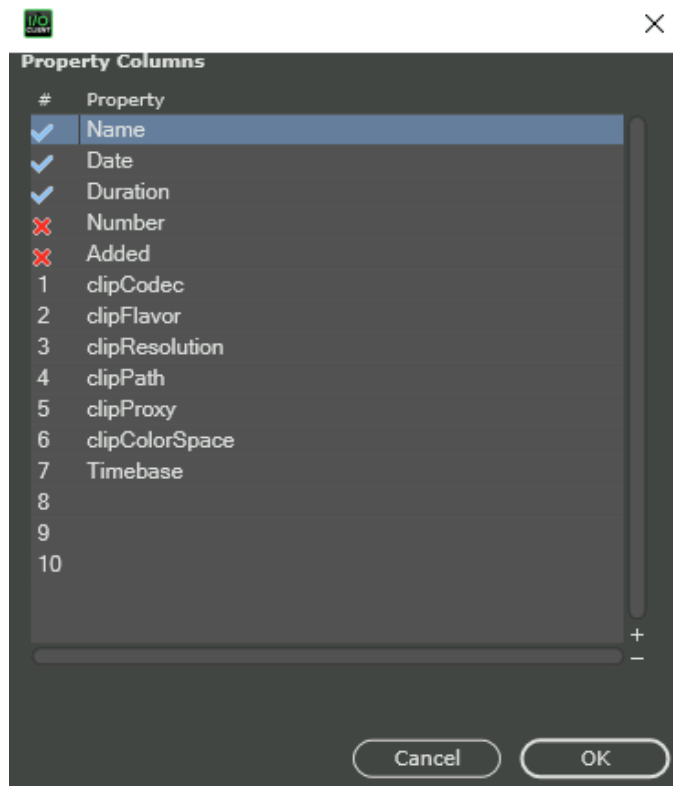 I/O
CLIENT
Property Columns
# Property
Name
Date
Duration
Number
Added
1 clipCodec
2 clipFlavor
3 clipResolution
4 clipPath
5 clipProxy
6 clipColorSpace
7 Timebase
8
9
10
+
–
Cancel OK